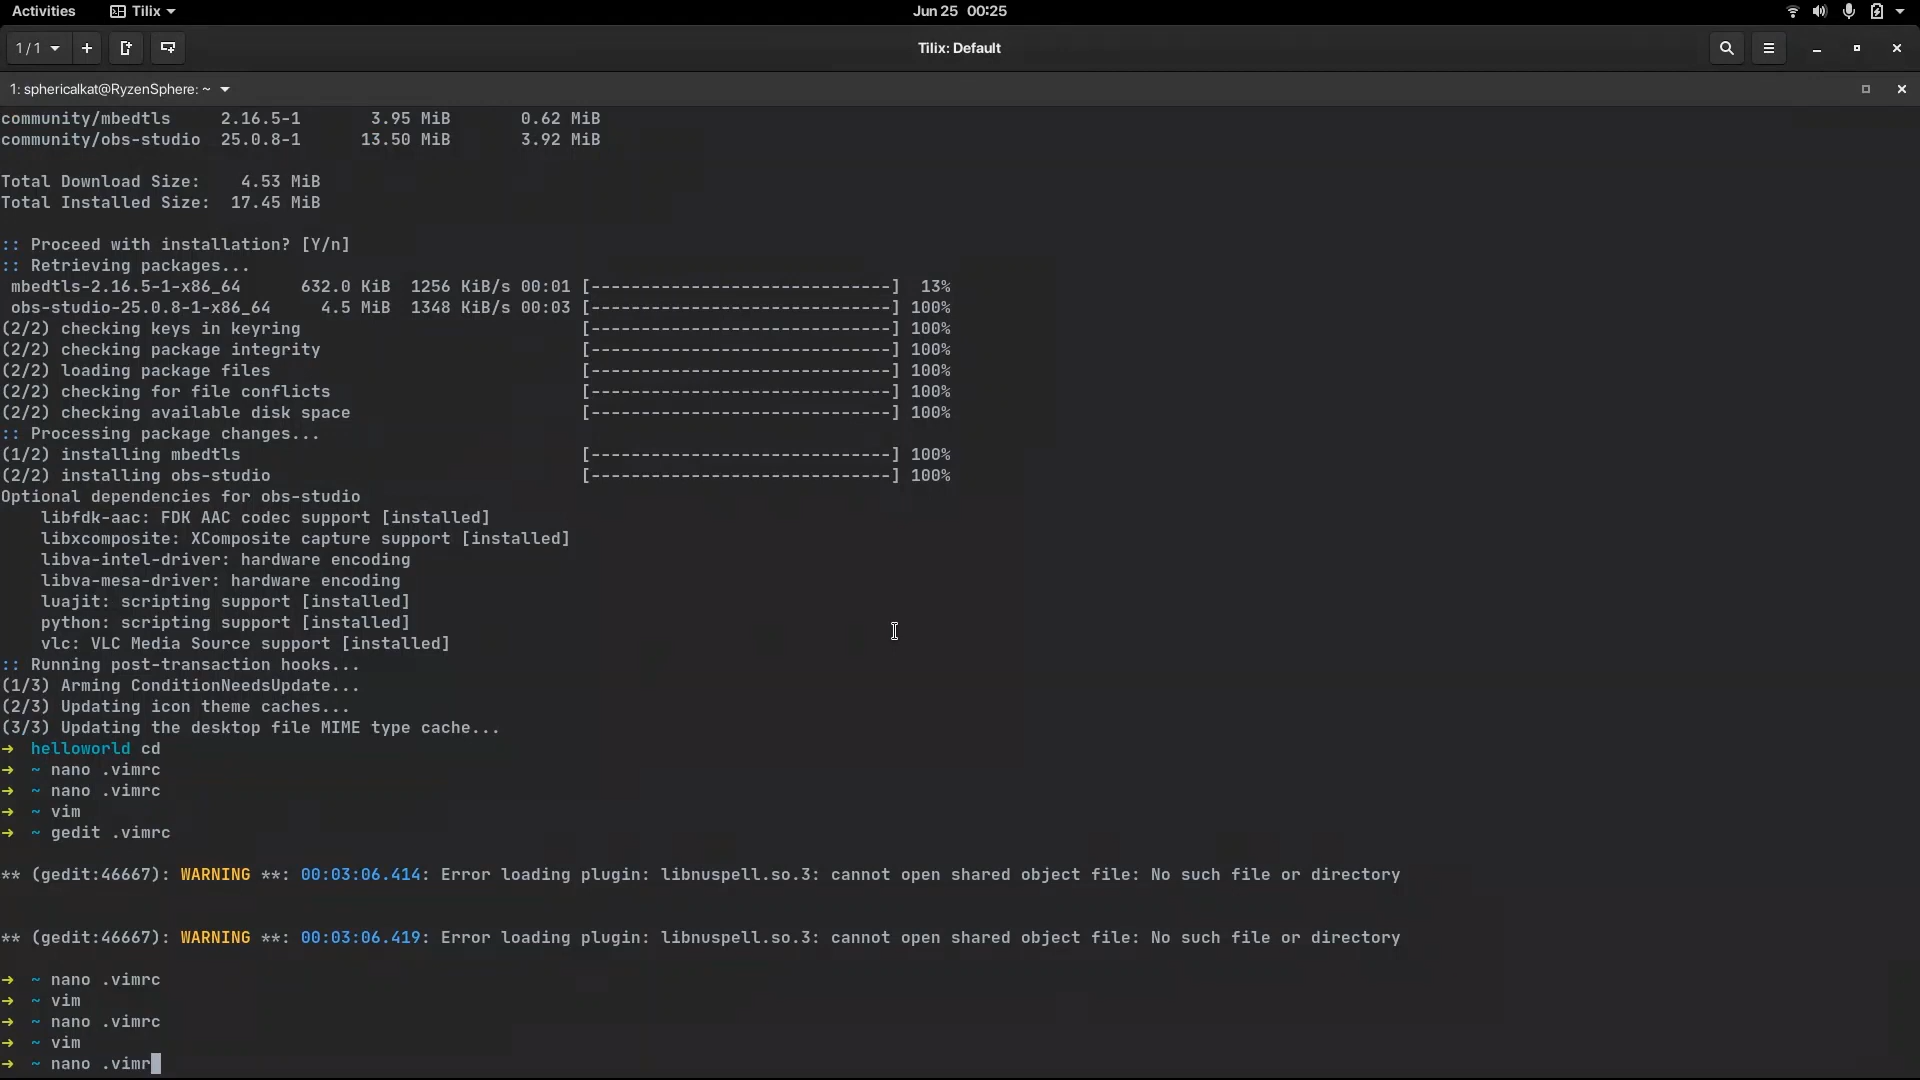 Activities Tilix Jun 25 00:25
1 / 1 Tilix: Default
1: sphericalkat@RyzenSphere: ~
community/mbedtls     2.16.5-1       3.95 MiB       0.62 MiB
community/obs-studio  25.0.8-1      13.50 MiB       3.92 MiB
Total Download Size:    4.53 MiB
Total Installed Size:  17.45 MiB
:: Proceed with installation? [Y/n]
:: Retrieving packages...
mbedtls-2.16.5-1-x86_64      632.0 KiB  1256 KiB/s 00:01 [------------------------------]  13%
obs-studio-25.0.8-1-x86_64     4.5 MiB  1348 KiB/s 00:03 [------------------------------] 100%
(2/2) checking keys in keyring                            [------------------------------] 100%
(2/2) checking package integrity                          [------------------------------] 100%
(2/2) loading package files                               [------------------------------] 100%
(2/2) checking for file conflicts                         [------------------------------] 100%
(2/2) checking available disk space                       [------------------------------] 100%
:: Processing package changes...
(1/2) installing mbedtls                                  [------------------------------] 100%
(2/2) installing obs-studio                               [------------------------------] 100%
Optional dependencies for obs-studio
libfdk-aac: FDK AAC codec support [installed]
libxcomposite: XComposite capture support [installed]
libva-intel-driver: hardware encoding
libva-mesa-driver: hardware encoding
luajit: scripting support [installed]
python: scripting support [installed]
vlc: VLC Media Source support [installed]
:: Running post-transaction hooks...
(1/3) Arming ConditionNeedsUpdate...
(2/3) Updating icon theme caches...
(3/3) Updating the desktop file MIME type cache...
➜  helloworld cd
➜  ~ nano .vimrc
➜  ~ nano .vimrc
➜  ~ vim
➜  ~ gedit .vimrc
** (gedit:46667): WARNING **: 00:03:06.414: Error loading plugin: libnuspell.so.3: cannot open shared object file: No such file or directory
** (gedit:46667): WARNING **: 00:03:06.419: Error loading plugin: libnuspell.so.3: cannot open shared object file: No such file or directory
➜  ~ nano .vimrc
➜  ~ vim
➜  ~ nano .vimrc
➜  ~ vim
➜  ~ nano .vimr